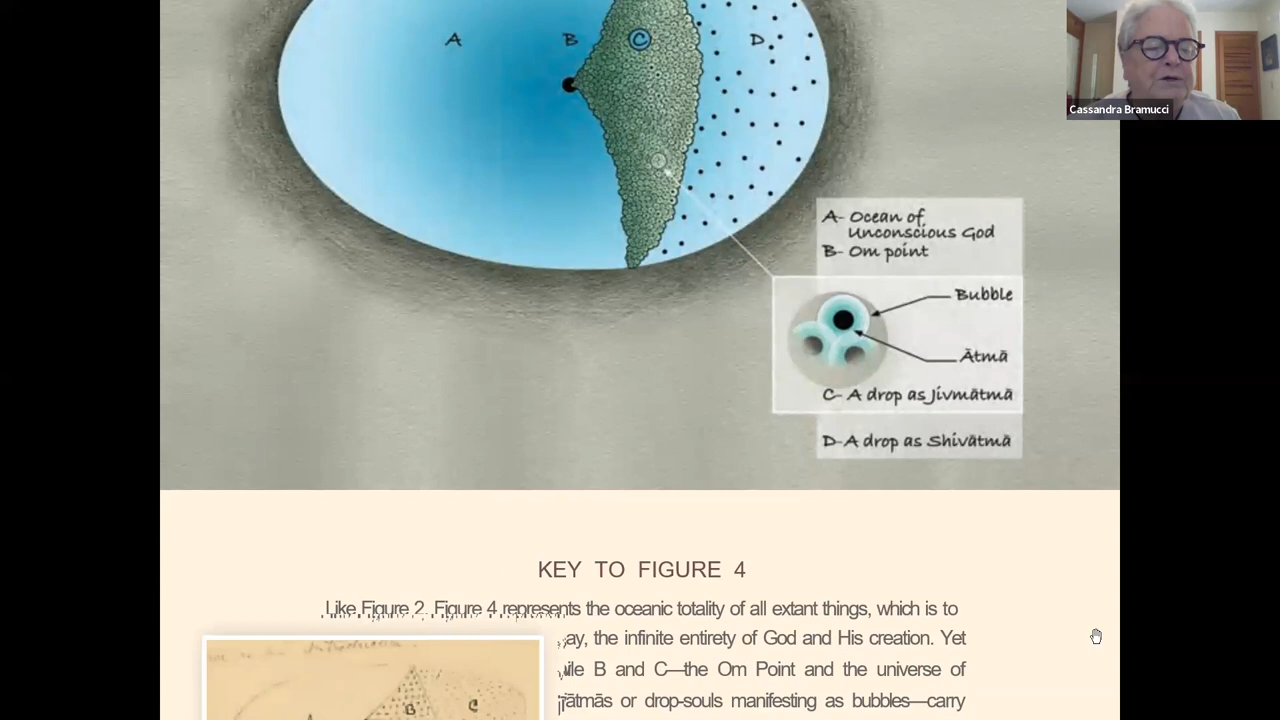 A
B
C
D
Cassandra Bramucci
A- Ocean of
Unconscious God
B- Om point
Bubble
Ātmā
C- A drop as Jīvmātmā
D- A drop as Shivātmā
KEY TO FIGURE 4
Like Figure 2, Figure 4 represents the oceanic totality of all extant things, which is to
ay, the infinite entirety of God and His creation. Yet
B and C—the Om Point and the universe of
ātmās or drop-souls manifesting as bubbles—carry
B
C